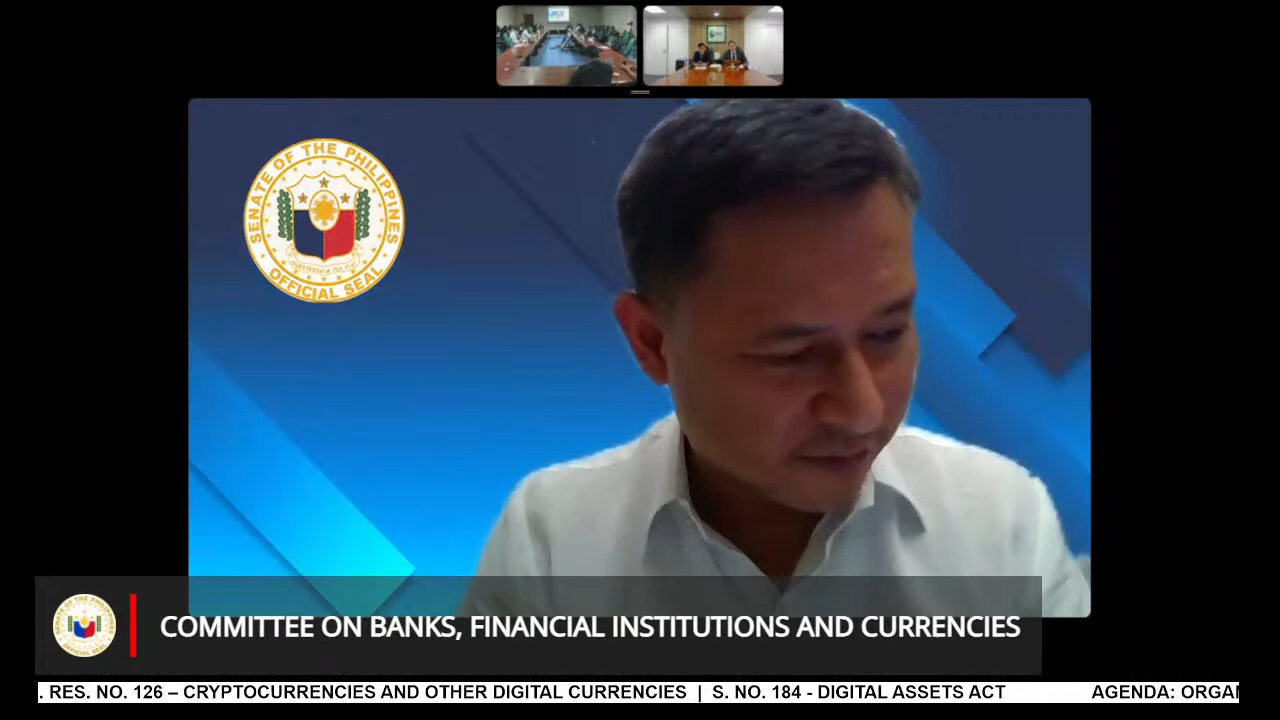 SENATE OF THE PHILIPPINES
OFFICIAL SEAL
COMMITTEE ON BANKS, FINANCIAL INSTITUTIONS AND CURRENCIES
. RES. NO. 126 – CRYPTOCURRENCIES AND OTHER DIGITAL CURRENCIES | S. NO. 184 - DIGITAL ASSETS ACT AGENDA: ORGAN